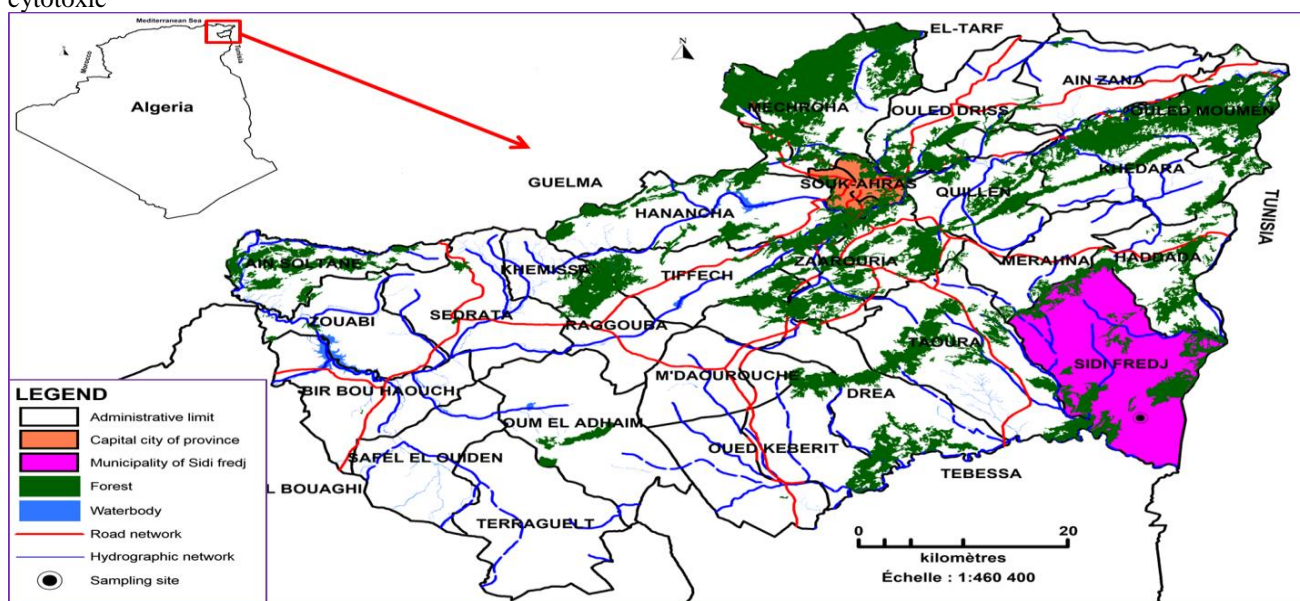 cytotoxic
Mediterranean Sea
Morocco
Tunisia
Algeria
N
EL-TARF
AIN ZANA
MECHROHA
OULED DRISS
OULED MOUMEN
GUELMA
SOUK-AHRAS
QUILLEN
KHEDARA
HANANCHA
TUNISIA
AIN SOLTANE
KHEMISSA
TIFFECH
ZAAROURIA
MERAHNA
HADDADA
ZOUABI
SEDRATA
RAGGOUBA
TAOURA
SIDI FREDJ
M'DAOUROUCHE
BIR BOU HAOUCH
DREA
OUM EL ADHAIM
OUED KEBERIT
SAFEL EL OUIDEN
TEBESSA
L BOUAGHI
TERRAGUELT
LEGEND
Administrative limit
Capital city of province
Municipality of Sidi fredj
Forest
Waterbody
Road network
Hydrographic network
Sampling site
0 20
kilomètres
Échelle : 1:460 400